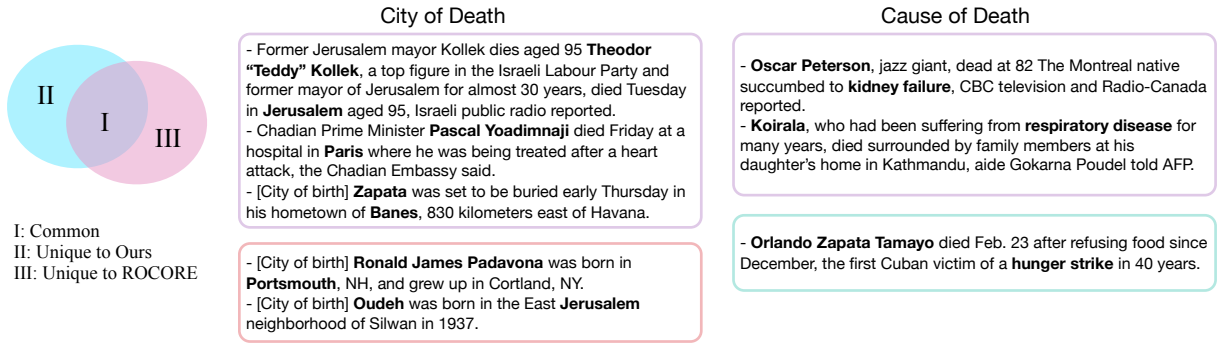 II
I
III
I: Common
II: Unique to Ours
III: Unique to ROCORE
City of Death
- Former Jerusalem mayor Kollek dies aged 95 Theodor
“Teddy” Kollek, a top figure in the Israeli Labour Party and
former mayor of Jerusalem for almost 30 years, died Tuesday
in Jerusalem aged 95, Israeli public radio reported.
- Chadian Prime Minister Pascal Yoadimnaji died Friday at a
hospital in Paris where he was being treated after a heart
attack, the Chadian Embassy said.
- [City of birth] Zapata was set to be buried early Thursday in
his hometown of Banes, 830 kilometers east of Havana.
- [City of birth] Ronald James Padavona was born in
Portsmouth, NH, and grew up in Cortland, NY.
- [City of birth] Oudeh was born in the East Jerusalem
neighborhood of Silwan in 1937.
Cause of Death
- Oscar Peterson, jazz giant, dead at 82 The Montreal native
succumbed to kidney failure, CBC television and Radio-Canada
reported.
- Koirala, who had been suffering from respiratory disease for
many years, died surrounded by family members at his
daughter’s home in Kathmandu, aide Gokarna Poudel told AFP.
- Orlando Zapata Tamayo died Feb. 23 after refusing food since
December, the first Cuban victim of a hunger strike in 40 years.